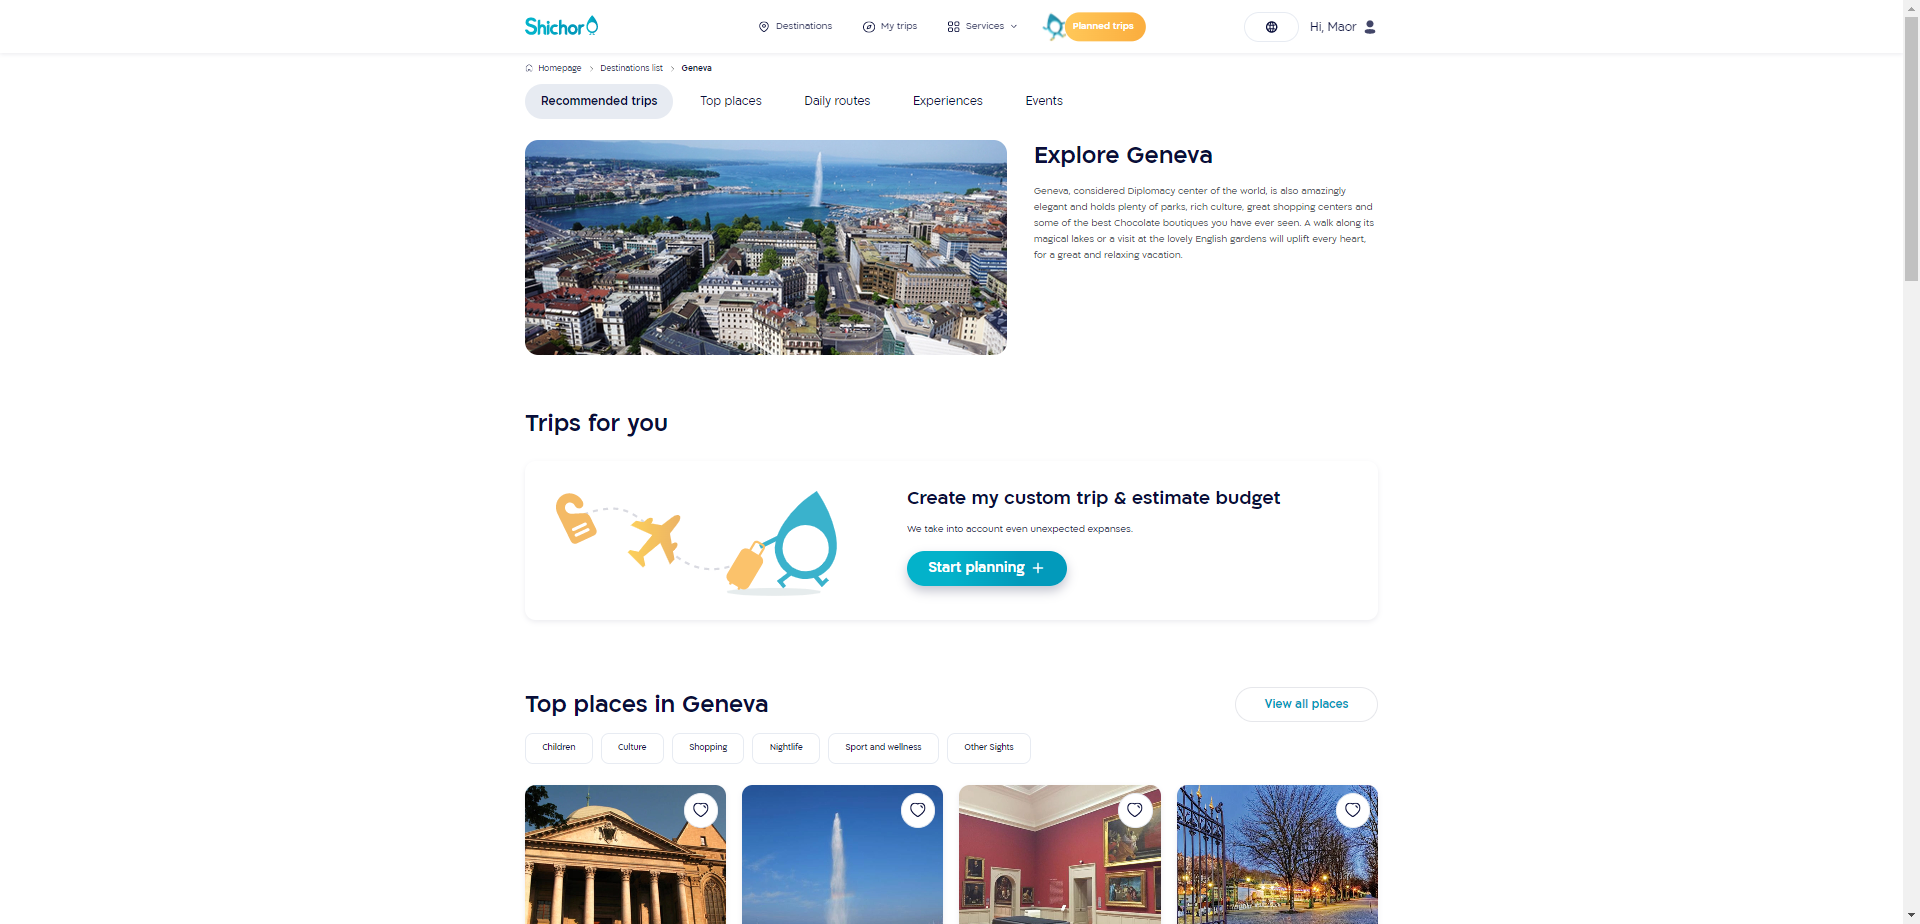 Shichor
Destinations
My trips
Services
Planned trips
Hi, Maor
Homepage
Destinations list
Geneva
Recommended trips
Top places
Daily routes
Experiences
Events
Explore Geneva
Geneva, considered Diplomacy center of the world, is also amazingly
elegant and holds plenty of parks, rich culture, great shopping centers and
some of the best Chocolate boutiques you have ever seen. A walk along its
magical lakes or a visit at the lovely English gardens will uplift every heart,
for a great and relaxing vacation.
Trips for you
Create my custom trip & estimate budget
We take into account even unexpected expanses.
Start planning +
Top places in Geneva
View all places
Children
Culture
Shopping
Nightlife
Sport and wellness
Other Sights